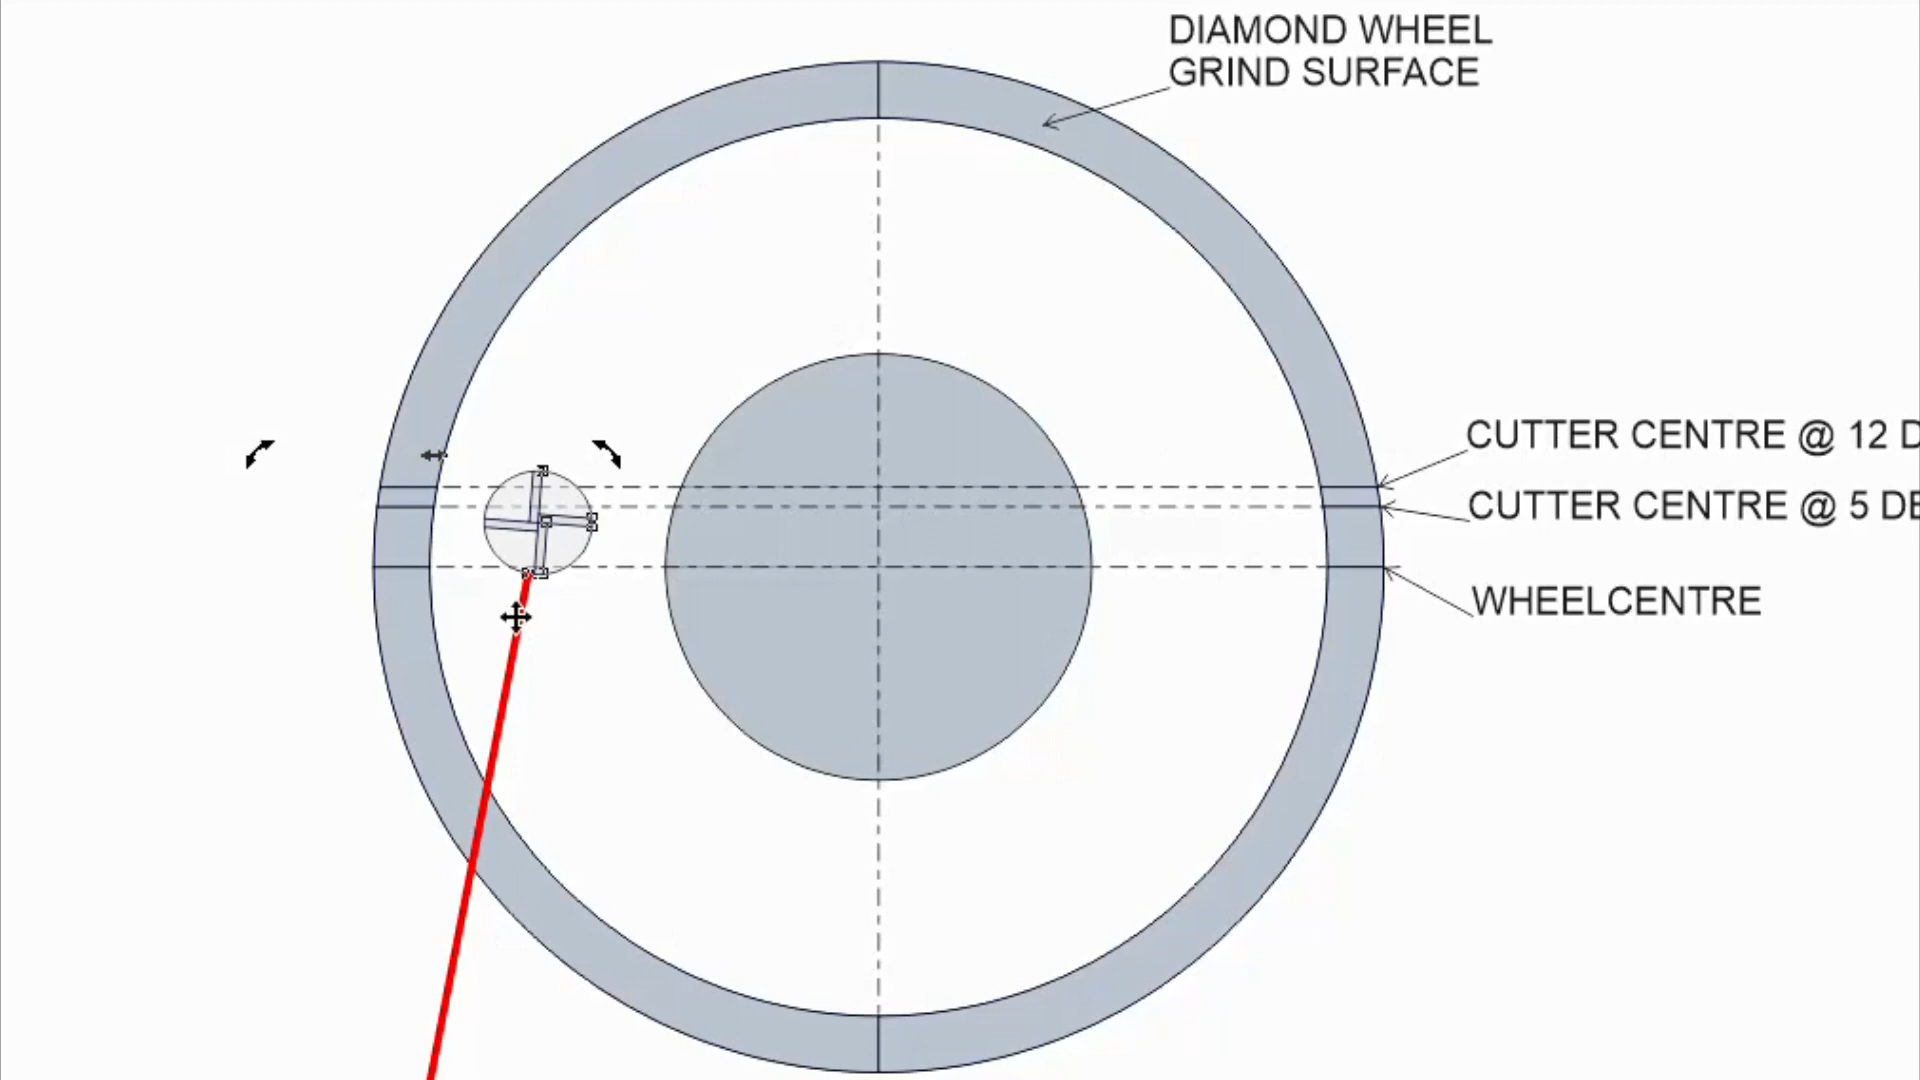 DIAMOND WHEEL
GRIND SURFACE
CUTTER CENTRE @ 12 D
CUTTER CENTRE @ 5 DE
WHEELCENTRE